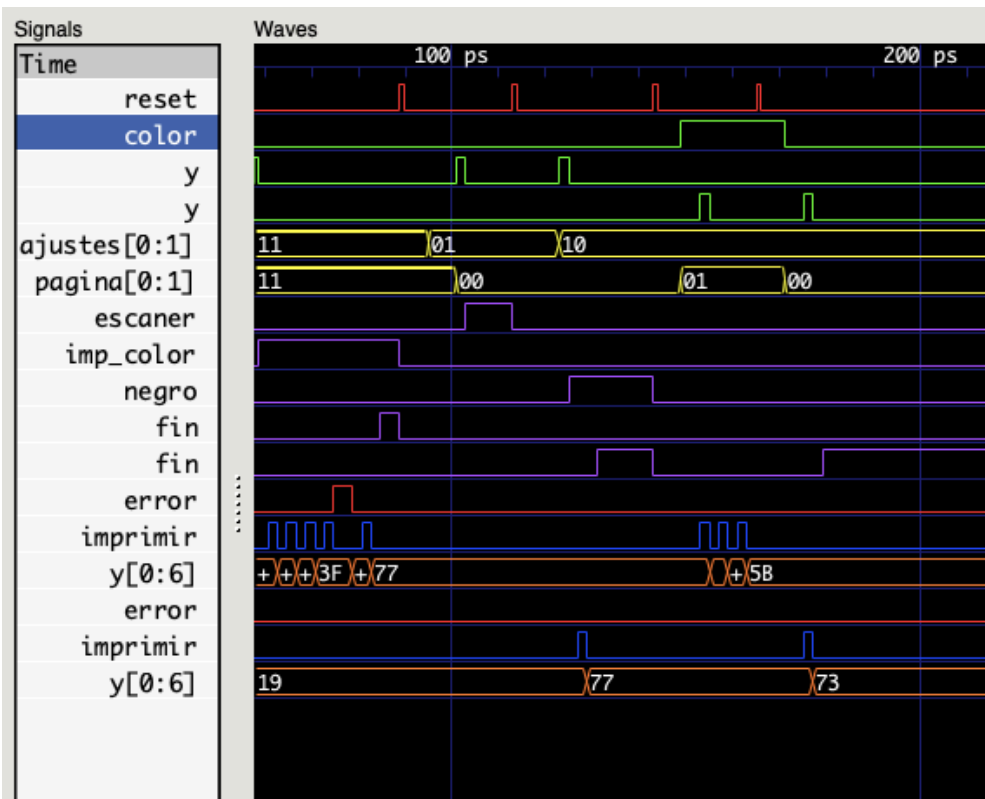 Signals
Waves
Time
100 ps
200 ps
reset
color
y
y
ajustes[0:1]
11
01
10
pagina[0:1]
11
00
01
00
escaner
imp_color
negro
fin
fin
error
imprimir
y[0:6]
+
+
+
3F
+
77
+
5B
error
imprimir
y[0:6]
19
77
73